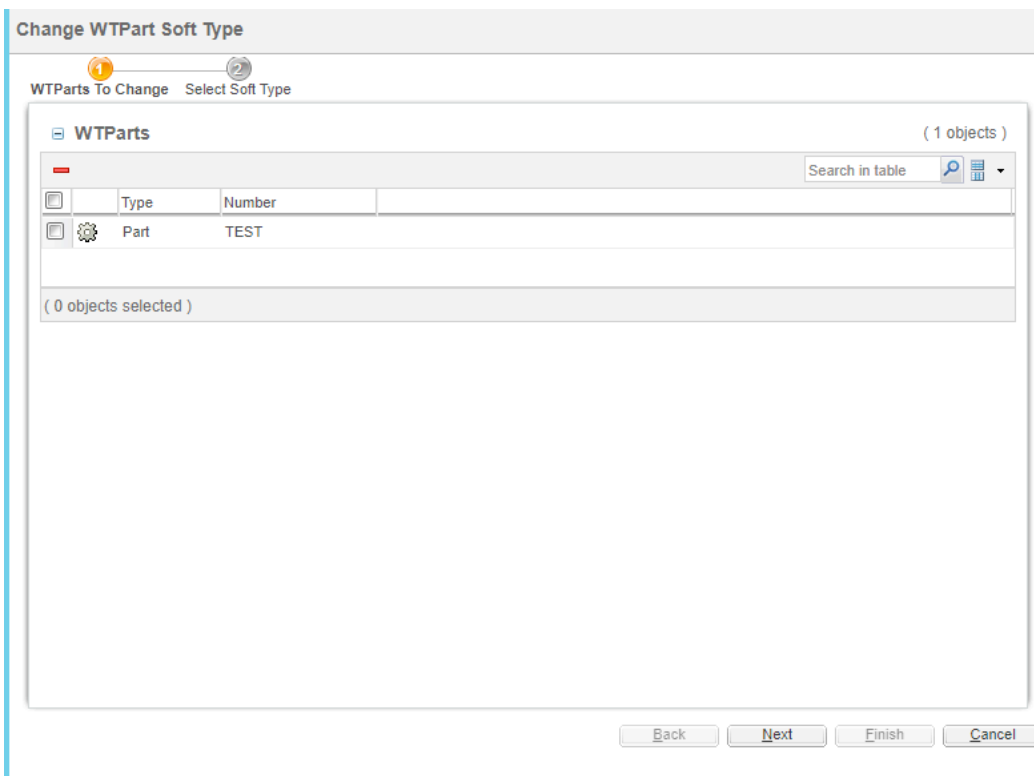 Change WTPart Soft Type
1 2
WTParts To Change Select Soft Type
WTParts ( 1 objects )
Search in table
Type Number
Part TEST
( 0 objects selected )
Back Next Finish Cancel